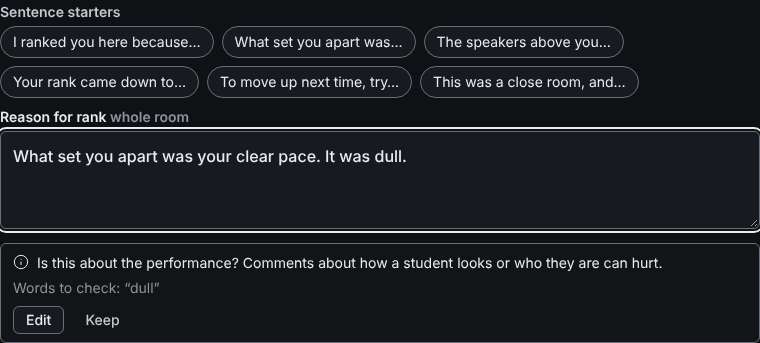 Sentence starters
I ranked you here because... What set you apart was... The speakers above you...
Your rank came down to... To move up next time, try... This was a close room, and...
Reason for rank whole room
What set you apart was your clear pace. It was dull.
Is this about the performance? Comments about how a student looks or who they are can hurt.
Words to check: “dull”
Edit Keep